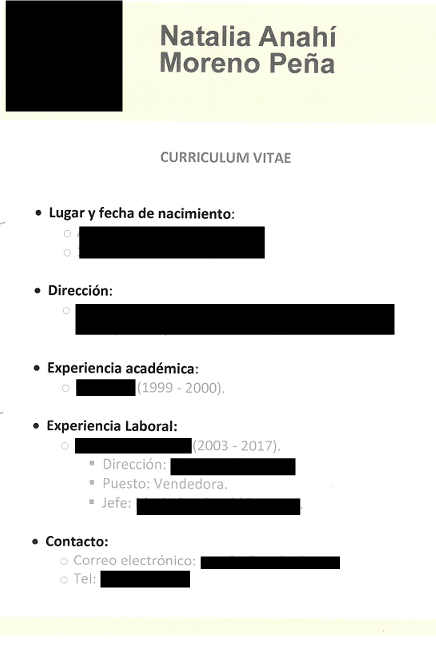 Natalia Anahí
Moreno Peña
CURRICULUM VITAE
• Lugar y fecha de nacimiento:
• Dirección:
• Experiencia académica:
(1999 - 2000).
• Experiencia Laboral:
(2003 - 2017).
Dirección:
Puesto: Vendedora.
Jefe:
• Contacto:
Correo electrónico:
Tel: